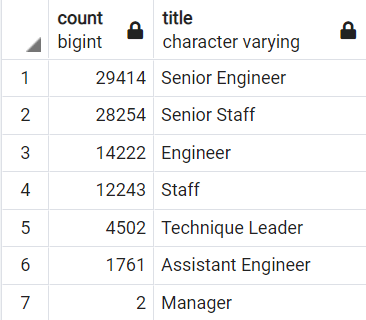 count title
bigint character varying
1 29414 Senior Engineer
2 28254 Senior Staff
3 14222 Engineer
4 12243 Staff
5 4502 Technique Leader
6 1761 Assistant Engineer
7 2 Manager